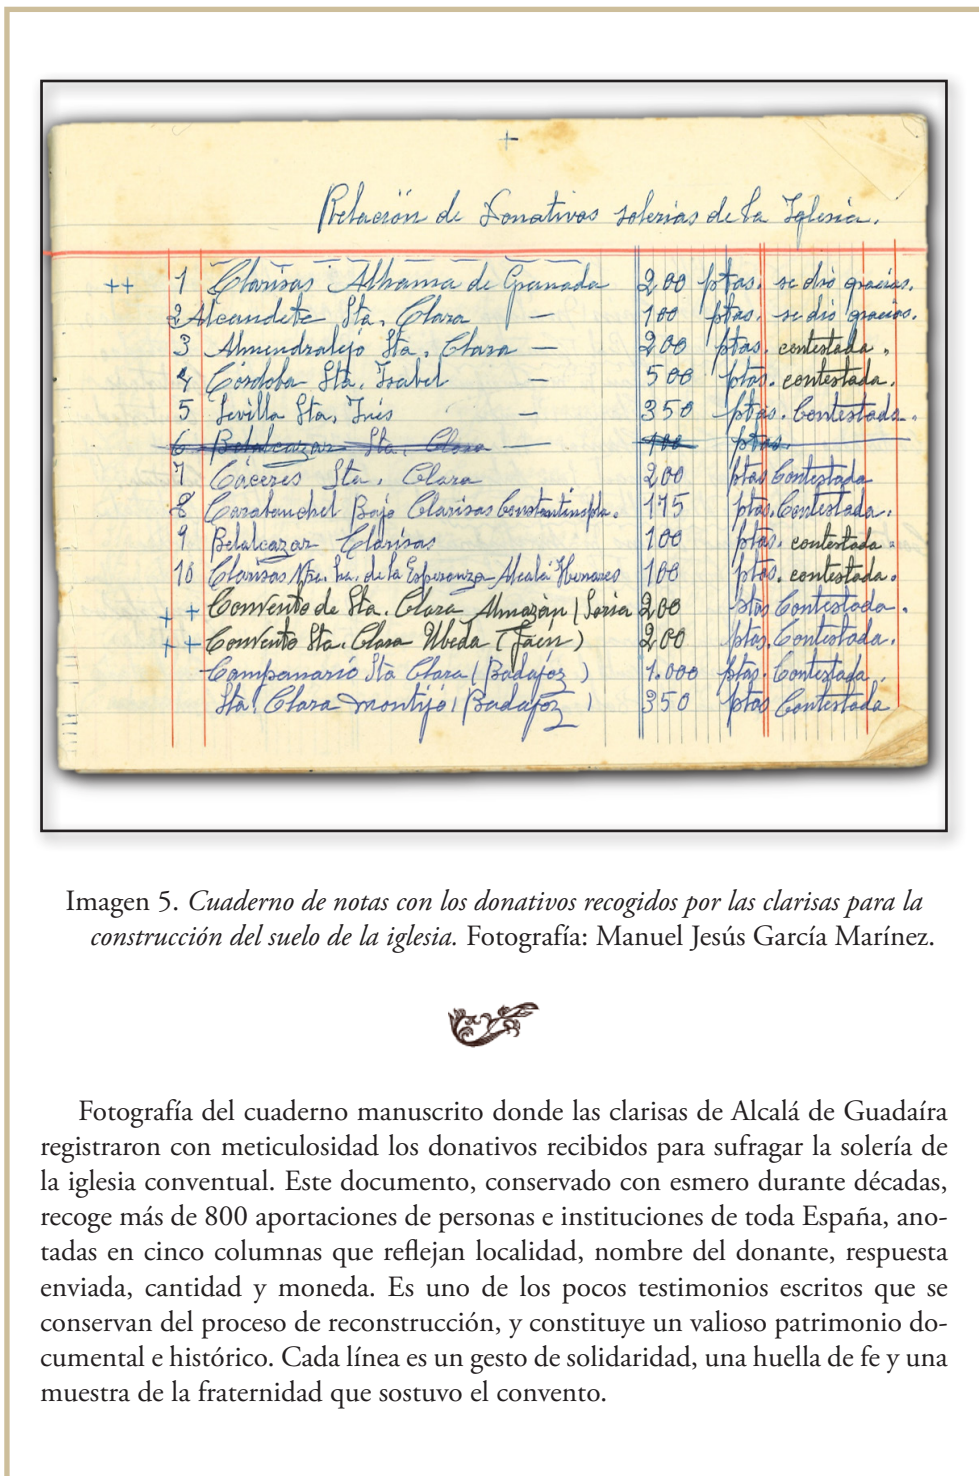 +
Relación de Donativos solerias de la Iglesia.
++ 1 Clarisas Alhama de Granada 200 ptas. se dió gracias.
2 Alcaudete Sta. Clara — 100 ptas. se dió gracias.
3 Almendralejo Sta. Clara — 200 ptas. contestada.
4 Córdoba Sta. Isabel — 500 ptas. contestada.
5 Sevilla Sta. Inés — 350 ptas. Contestada.
6 Belalcazar Sta. Clara — 100 ptas.
7 Cáceres Sta. Clara 200 ptas Contestada
8 Carabanchel Bajo Clarisas Constantinopla. 175 ptas. Contestada.
9 Belalcazar Clarisas 100 ptas. contestada.
10 Clarisas Ntra. Sra. de la Esperanza Alcalá Henares 100 ptas. contestada.
++ Convento de Sta. Clara Almazán (Soria 200 ptas Contestada.
++ Convento Sta. Clara Ubeda (Jaen) 200 ptas. Contestada.
Campanario Sta Clara (Badajoz) 1.000 ptas. Contestada.
Sta. Clara montijo (Badajoz) 350 ptas Contestada
Imagen 5. Cuaderno de notas con los donativos recogidos por las clarisas para la
construcción del suelo de la iglesia. Fotografía: Manuel Jesús García Marínez.
Fotografía del cuaderno manuscrito donde las clarisas de Alcalá de Guadaíra
registraron con meticulosidad los donativos recibidos para sufragar la solería de
la iglesia conventual. Este documento, conservado con esmero durante décadas,
recoge más de 800 aportaciones de personas e instituciones de toda España, ano-
tadas en cinco columnas que reflejan localidad, nombre del donante, respuesta
enviada, cantidad y moneda. Es uno de los pocos testimonios escritos que se
conservan del proceso de reconstrucción, y constituye un valioso patrimonio do-
cumental e histórico. Cada línea es un gesto de solidaridad, una huella de fe y una
muestra de la fraternidad que sostuvo el convento.